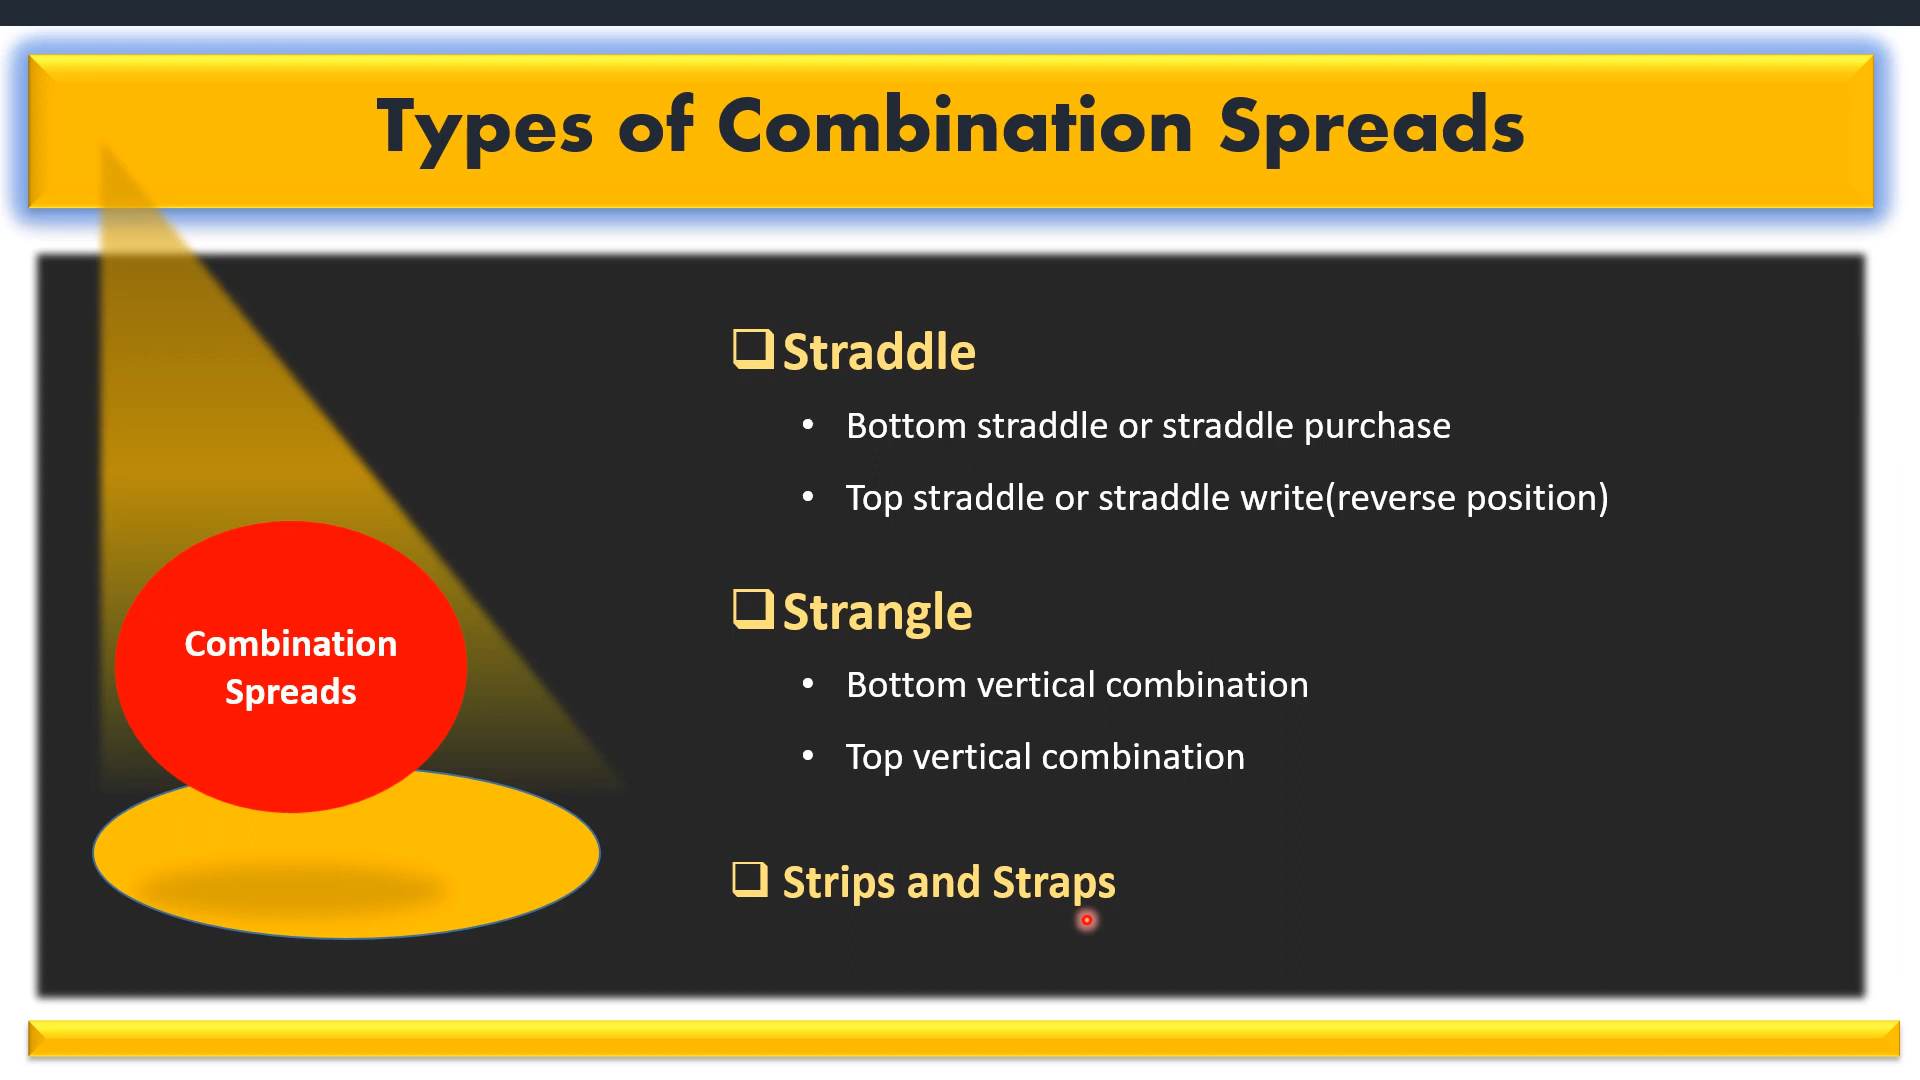 Types of Combination Spreads
Combination
Spreads
Straddle
• Bottom straddle or straddle purchase
• Top straddle or straddle write(reverse position)
Strangle
• Bottom vertical combination
• Top vertical combination
Strips and Straps